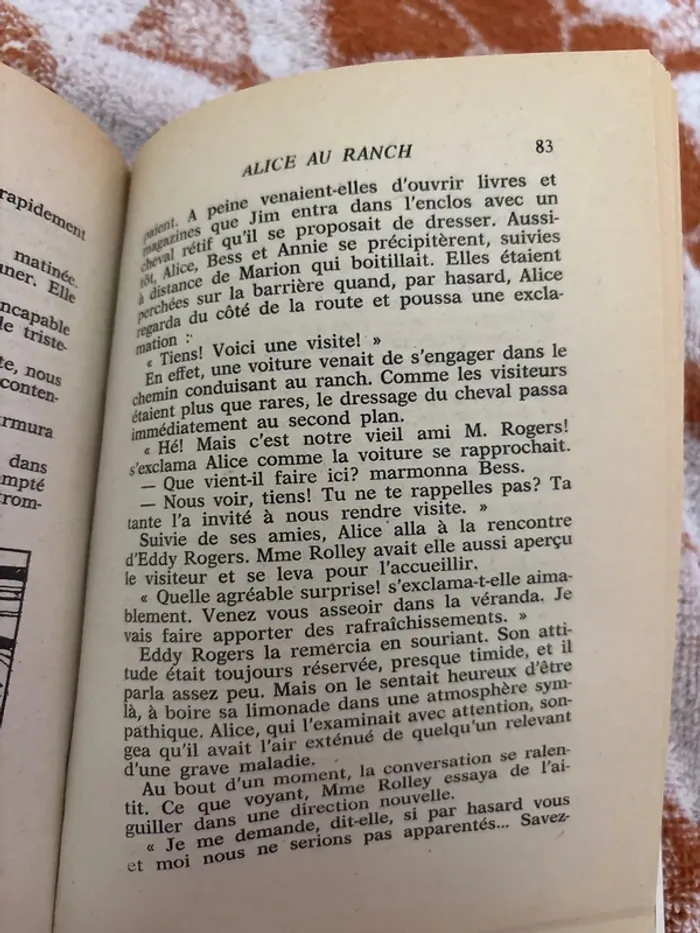 rapidement
matinée.
uner. Elle
ncapable
le triste-
te, nous
conten-
rmura
dans
ompté
trom-
ALICE AU RANCH 83
paient. A peine venaient-elles d'ouvrir livres et
magazines que Jim entra dans l'enclos avec un
cheval rétif qu'il se proposait de dresser. Aussi-
tôt, Alice, Bess et Annie se précipitèrent, suivies
à distance de Marion qui boitillait. Elles étaient
perchées sur la barrière quand, par hasard, Alice
regarda du côté de la route et poussa une excla-
mation :
« Tiens! Voici une visite! »
En effet, une voiture venait de s'engager dans le
chemin conduisant au ranch. Comme les visiteurs
étaient plus que rares, le dressage du cheval passa
immédiatement au second plan.
« Hé! Mais c'est notre vieil ami M. Rogers!
s'exclama Alice comme la voiture se rapprochait.
— Que vient-il faire ici? marmonna Bess.
— Nous voir, tiens! Tu ne te rappelles pas? Ta
tante l'a invité à nous rendre visite. »
Suivie de ses amies, Alice alla à la rencontre
d'Eddy Rogers. Mme Rolley avait elle aussi aperçu
le visiteur et se leva pour l'accueillir.
« Quelle agréable surprise! s'exclama-t-elle aima-
blement. Venez vous asseoir dans la véranda. Je
vais faire apporter des rafraîchissements. »
Eddy Rogers la remercia en souriant. Son atti-
tude était toujours réservée, presque timide, et il
parla assez peu. Mais on le sentait heureux d'être
là, à boire sa limonade dans une atmosphère sym-
pathique. Alice, qui l'examinait avec attention, son-
gea qu'il avait l'air exténué de quelqu'un relevant
d'une grave maladie.
Au bout d'un moment, la conversation se ralen-
tit. Ce que voyant, Mme Rolley essaya de l'ai-
guiller dans une direction nouvelle.
« Je me demande, dit-elle, si par hasard vous
et moi nous ne serions pas apparentés... Savez-